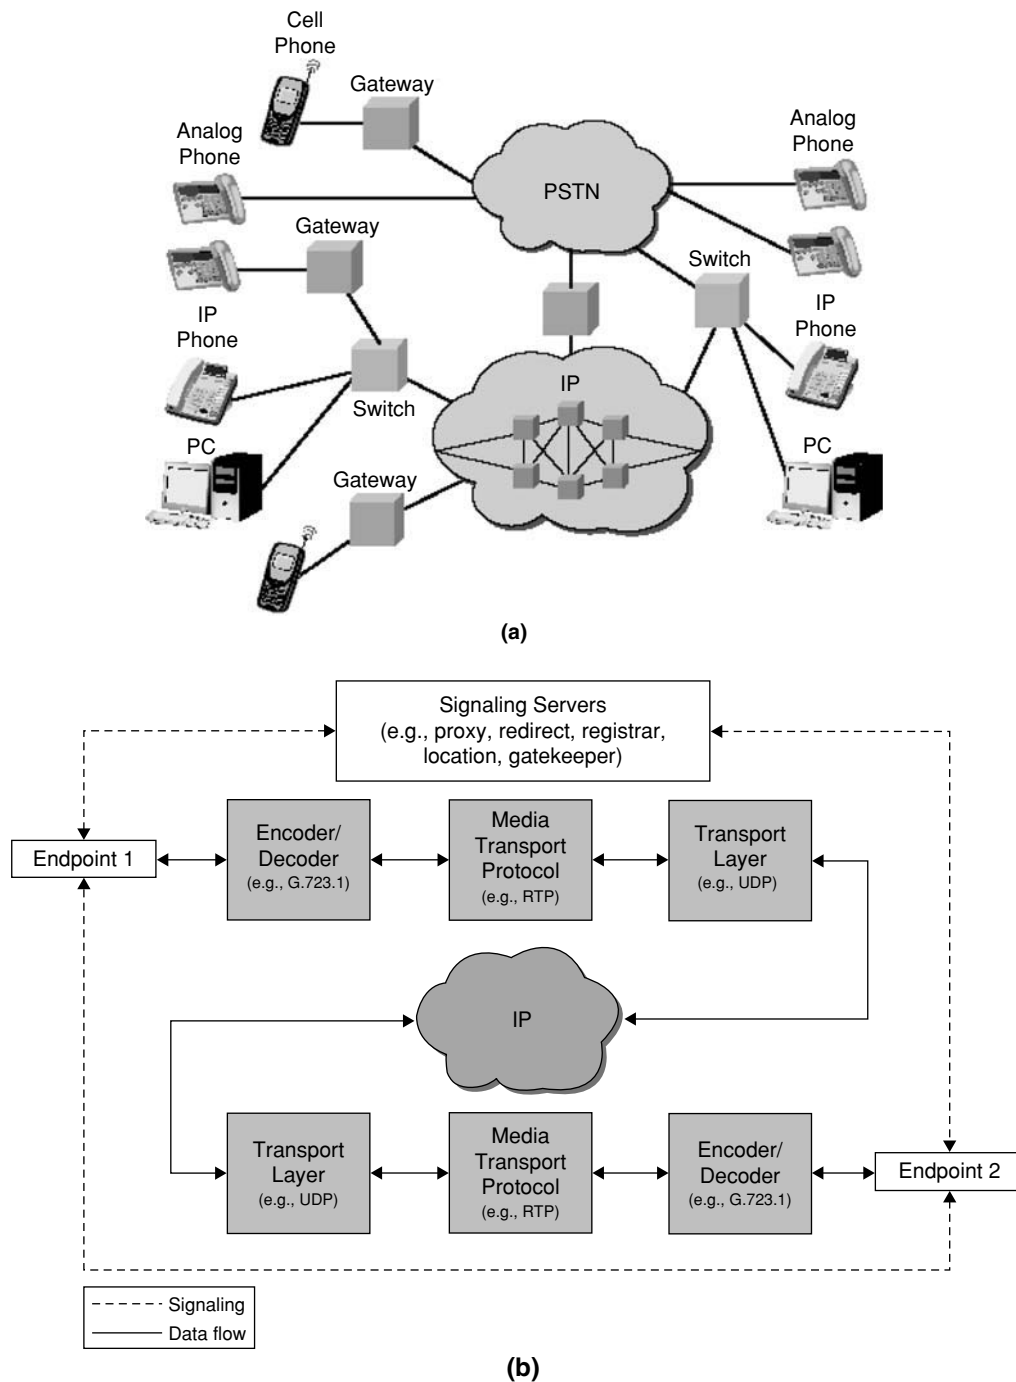 Cell
Phone
Gateway
Analog
Phone
Analog
Phone
PSTN
Gateway
Switch
IP
Phone
IP
Phone
IP
Switch
PC
PC
Gateway
(a)
Signaling Servers
(e.g., proxy, redirect, registrar,
location, gatekeeper)
Endpoint 1
Encoder/
Decoder
(e.g., G.723.1)
Media
Transport
Protocol
(e.g., RTP)
Transport
Layer
(e.g., UDP)
IP
Transport
Layer
(e.g., UDP)
Media
Transport
Protocol
(e.g., RTP)
Encoder/
Decoder
(e.g., G.723.1)
Endpoint 2
Signaling
Data flow
(b)